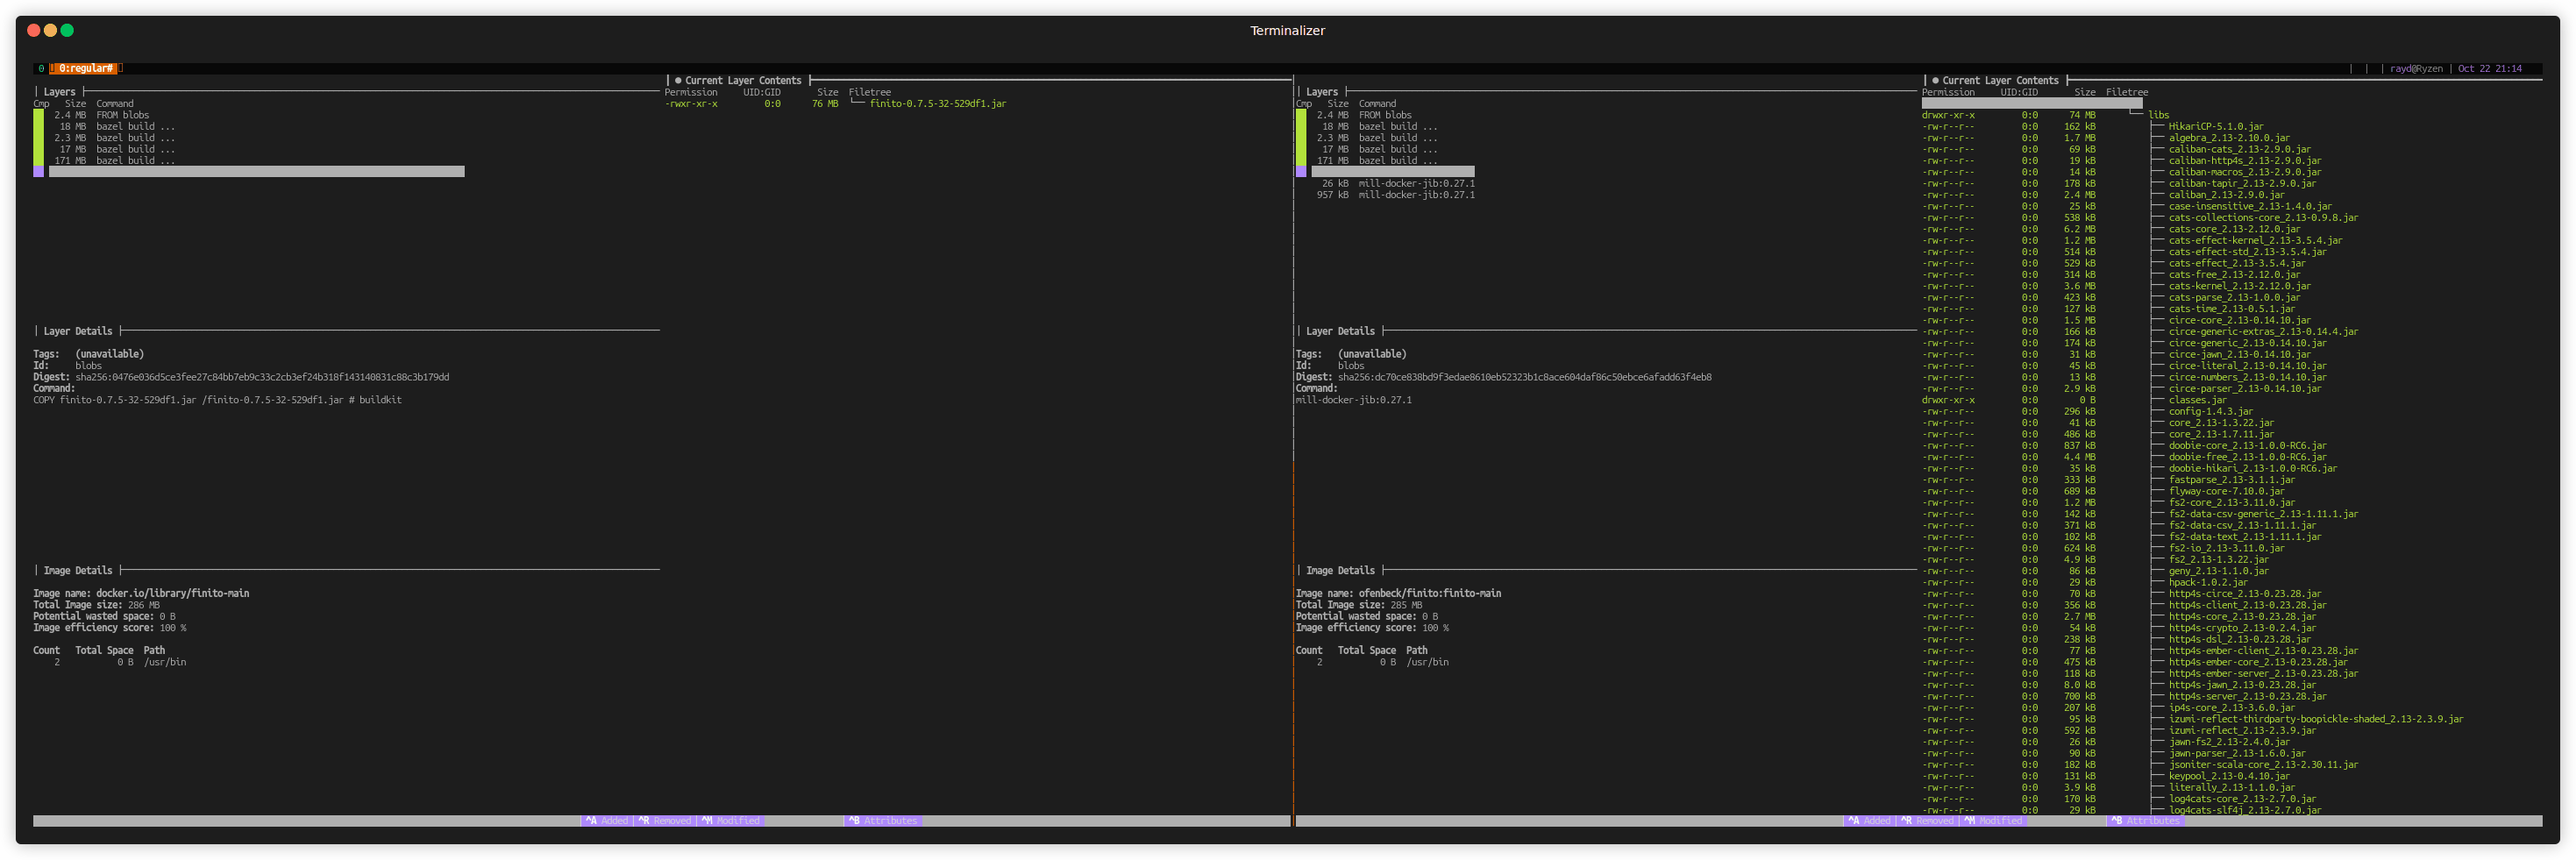 Terminalizer
0 0:regular#
rayd@Ryzen | Oct 22 21:14
Layers
Cmp Size Command
2.4 MB FROM blobs
18 MB bazel build ...
2.3 MB bazel build ...
17 MB bazel build ...
171 MB bazel build ...
Layer Details
Tags: (unavailable)
Id: blobs
Digest: sha256:0476e036d5ce3fee27c84bb7eb9c33c2cb3ef24b318f143140831c88c3b179dd
Command:
COPY finito-0.7.5-32-529df1.jar /finito-0.7.5-32-529df1.jar # buildkit
Image Details
Image name: docker.io/library/finito-main
Total Image size: 286 MB
Potential wasted space: 0 B
Image efficiency score: 100 %
Count Total Space Path
2 0 B /usr/bin
● Current Layer Contents
Permission UID:GID Size Filetree
-rwxr-xr-x 0:0 76 MB └── finito-0.7.5-32-529df1.jar
^A Added ^R Removed ^M Modified ^B Attributes
Layers
Cmp Size Command
2.4 MB FROM blobs
18 MB bazel build ...
2.3 MB bazel build ...
17 MB bazel build ...
171 MB bazel build ...
26 kB mill-docker-jib:0.27.1
957 kB mill-docker-jib:0.27.1
Layer Details
Tags: (unavailable)
Id: blobs
Digest: sha256:dc70ce838bd9f3edae8610eb52323b1c8ace604daf86c50ebce6afadd63f4eb8
Command:
mill-docker-jib:0.27.1
Image Details
Image name: ofenbeck/finito:finito-main
Total Image size: 285 MB
Potential wasted space: 0 B
Image efficiency score: 100 %
Count Total Space Path
2 0 B /usr/bin
● Current Layer Contents
Permission UID:GID Size Filetree
drwxr-xr-x 0:0 74 MB └── libs
-rw-r--r-- 0:0 162 kB ├── HikariCP-5.1.0.jar
-rw-r--r-- 0:0 1.7 MB ├── algebra_2.13-2.10.0.jar
-rw-r--r-- 0:0 69 kB ├── caliban-cats_2.13-2.9.0.jar
-rw-r--r-- 0:0 19 kB ├── caliban-http4s_2.13-2.9.0.jar
-rw-r--r-- 0:0 14 kB ├── caliban-macros_2.13-2.9.0.jar
-rw-r--r-- 0:0 178 kB ├── caliban-tapir_2.13-2.9.0.jar
-rw-r--r-- 0:0 2.4 MB ├── caliban_2.13-2.9.0.jar
-rw-r--r-- 0:0 25 kB ├── case-insensitive_2.13-1.4.0.jar
-rw-r--r-- 0:0 538 kB ├── cats-collections-core_2.13-0.9.8.jar
-rw-r--r-- 0:0 6.2 MB ├── cats-core_2.13-2.12.0.jar
-rw-r--r-- 0:0 1.2 MB ├── cats-effect-kernel_2.13-3.5.4.jar
-rw-r--r-- 0:0 514 kB ├── cats-effect-std_2.13-3.5.4.jar
-rw-r--r-- 0:0 529 kB ├── cats-effect_2.13-3.5.4.jar
-rw-r--r-- 0:0 314 kB ├── cats-free_2.13-2.12.0.jar
-rw-r--r-- 0:0 3.6 MB ├── cats-kernel_2.13-2.12.0.jar
-rw-r--r-- 0:0 423 kB ├── cats-parse_2.13-1.0.0.jar
-rw-r--r-- 0:0 127 kB ├── cats-time_2.13-0.5.1.jar
-rw-r--r-- 0:0 1.5 MB ├── circe-core_2.13-0.14.10.jar
-rw-r--r-- 0:0 166 kB ├── circe-generic-extras_2.13-0.14.4.jar
-rw-r--r-- 0:0 174 kB ├── circe-generic_2.13-0.14.10.jar
-rw-r--r-- 0:0 31 kB ├── circe-jawn_2.13-0.14.10.jar
-rw-r--r-- 0:0 45 kB ├── circe-literal_2.13-0.14.10.jar
-rw-r--r-- 0:0 13 kB ├── circe-numbers_2.13-0.14.10.jar
-rw-r--r-- 0:0 2.9 kB ├── circe-parser_2.13-0.14.10.jar
drwxr-xr-x 0:0 0 B ├── classes.jar
-rw-r--r-- 0:0 296 kB ├── config-1.4.3.jar
-rw-r--r-- 0:0 41 kB ├── core_2.13-1.3.22.jar
-rw-r--r-- 0:0 486 kB ├── core_2.13-1.7.11.jar
-rw-r--r-- 0:0 837 kB ├── doobie-core_2.13-1.0.0-RC6.jar
-rw-r--r-- 0:0 4.4 MB ├── doobie-free_2.13-1.0.0-RC6.jar
-rw-r--r-- 0:0 35 kB ├── doobie-hikari_2.13-1.0.0-RC6.jar
-rw-r--r-- 0:0 333 kB ├── fastparse_2.13-3.1.1.jar
-rw-r--r-- 0:0 689 kB ├── flyway-core-7.10.0.jar
-rw-r--r-- 0:0 1.2 MB ├── fs2-core_2.13-3.11.0.jar
-rw-r--r-- 0:0 142 kB ├── fs2-data-csv-generic_2.13-1.11.1.jar
-rw-r--r-- 0:0 371 kB ├── fs2-data-csv_2.13-1.11.1.jar
-rw-r--r-- 0:0 102 kB ├── fs2-data-text_2.13-1.11.1.jar
-rw-r--r-- 0:0 624 kB ├── fs2-io_2.13-3.11.0.jar
-rw-r--r-- 0:0 4.9 kB ├── fs2_2.13-1.3.22.jar
-rw-r--r-- 0:0 86 kB ├── geny_2.13-1.1.0.jar
-rw-r--r-- 0:0 29 kB ├── hpack-1.0.2.jar
-rw-r--r-- 0:0 70 kB ├── http4s-circe_2.13-0.23.28.jar
-rw-r--r-- 0:0 356 kB ├── http4s-client_2.13-0.23.28.jar
-rw-r--r-- 0:0 2.7 MB ├── http4s-core_2.13-0.23.28.jar
-rw-r--r-- 0:0 54 kB ├── http4s-crypto_2.13-0.2.4.jar
-rw-r--r-- 0:0 238 kB ├── http4s-dsl_2.13-0.23.28.jar
-rw-r--r-- 0:0 77 kB ├── http4s-ember-client_2.13-0.23.28.jar
-rw-r--r-- 0:0 475 kB ├── http4s-ember-core_2.13-0.23.28.jar
-rw-r--r-- 0:0 118 kB ├── http4s-ember-server_2.13-0.23.28.jar
-rw-r--r-- 0:0 8.0 kB ├── http4s-jawn_2.13-0.23.28.jar
-rw-r--r-- 0:0 700 kB ├── http4s-server_2.13-0.23.28.jar
-rw-r--r-- 0:0 207 kB ├── ip4s-core_2.13-3.6.0.jar
-rw-r--r-- 0:0 95 kB ├── izumi-reflect-thirdparty-boopickle-shaded_2.13-2.3.9.jar
-rw-r--r-- 0:0 592 kB ├── izumi-reflect_2.13-2.3.9.jar
-rw-r--r-- 0:0 26 kB ├── jawn-fs2_2.13-2.4.0.jar
-rw-r--r-- 0:0 90 kB ├── jawn-parser_2.13-1.6.0.jar
-rw-r--r-- 0:0 182 kB ├── jsoniter-scala-core_2.13-2.30.11.jar
-rw-r--r-- 0:0 131 kB ├── keypool_2.13-0.4.10.jar
-rw-r--r-- 0:0 3.9 kB ├── literally_2.13-1.1.0.jar
-rw-r--r-- 0:0 170 kB ├── log4cats-core_2.13-2.7.0.jar
-rw-r--r-- 0:0 29 kB ├── log4cats-slf4j_2.13-2.7.0.jar
^A Added ^R Removed ^M Modified ^B Attributes